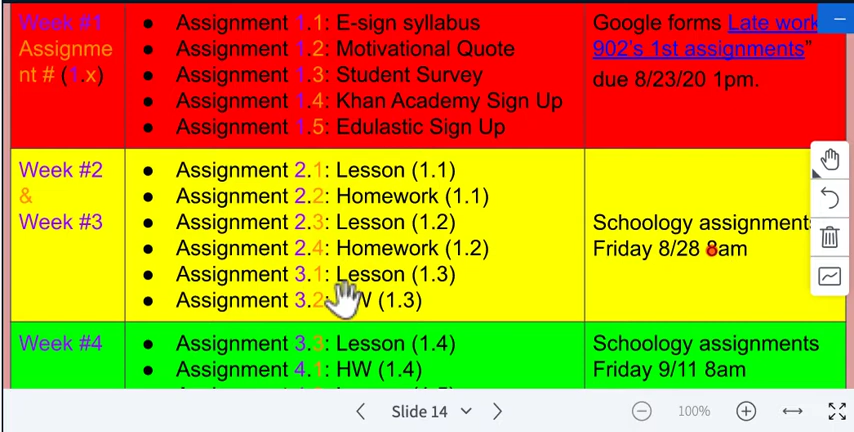 Week #1
Assignme
nt # (1.x)
● Assignment 1.1: E-sign syllabus
● Assignment 1.2: Motivational Quote
● Assignment 1.3: Student Survey
● Assignment 1.4: Khan Academy Sign Up
● Assignment 1.5: Edulastic Sign Up
Google forms Late work
902's 1st assignments”
due 8/23/20 1pm.
Week #2
&
Week #3
● Assignment 2.1: Lesson (1.1)
● Assignment 2.2: Homework (1.1)
● Assignment 2.3: Lesson (1.2)
● Assignment 2.4: Homework (1.2)
● Assignment 3.1: Lesson (1.3)
● Assignment 3.2: W (1.3)
Schoology assignments
Friday 8/28 8am
Week #4
● Assignment 3.3: Lesson (1.4)
● Assignment 4.1: HW (1.4)
Schoology assignments
Friday 9/11 8am
Slide 14
100%